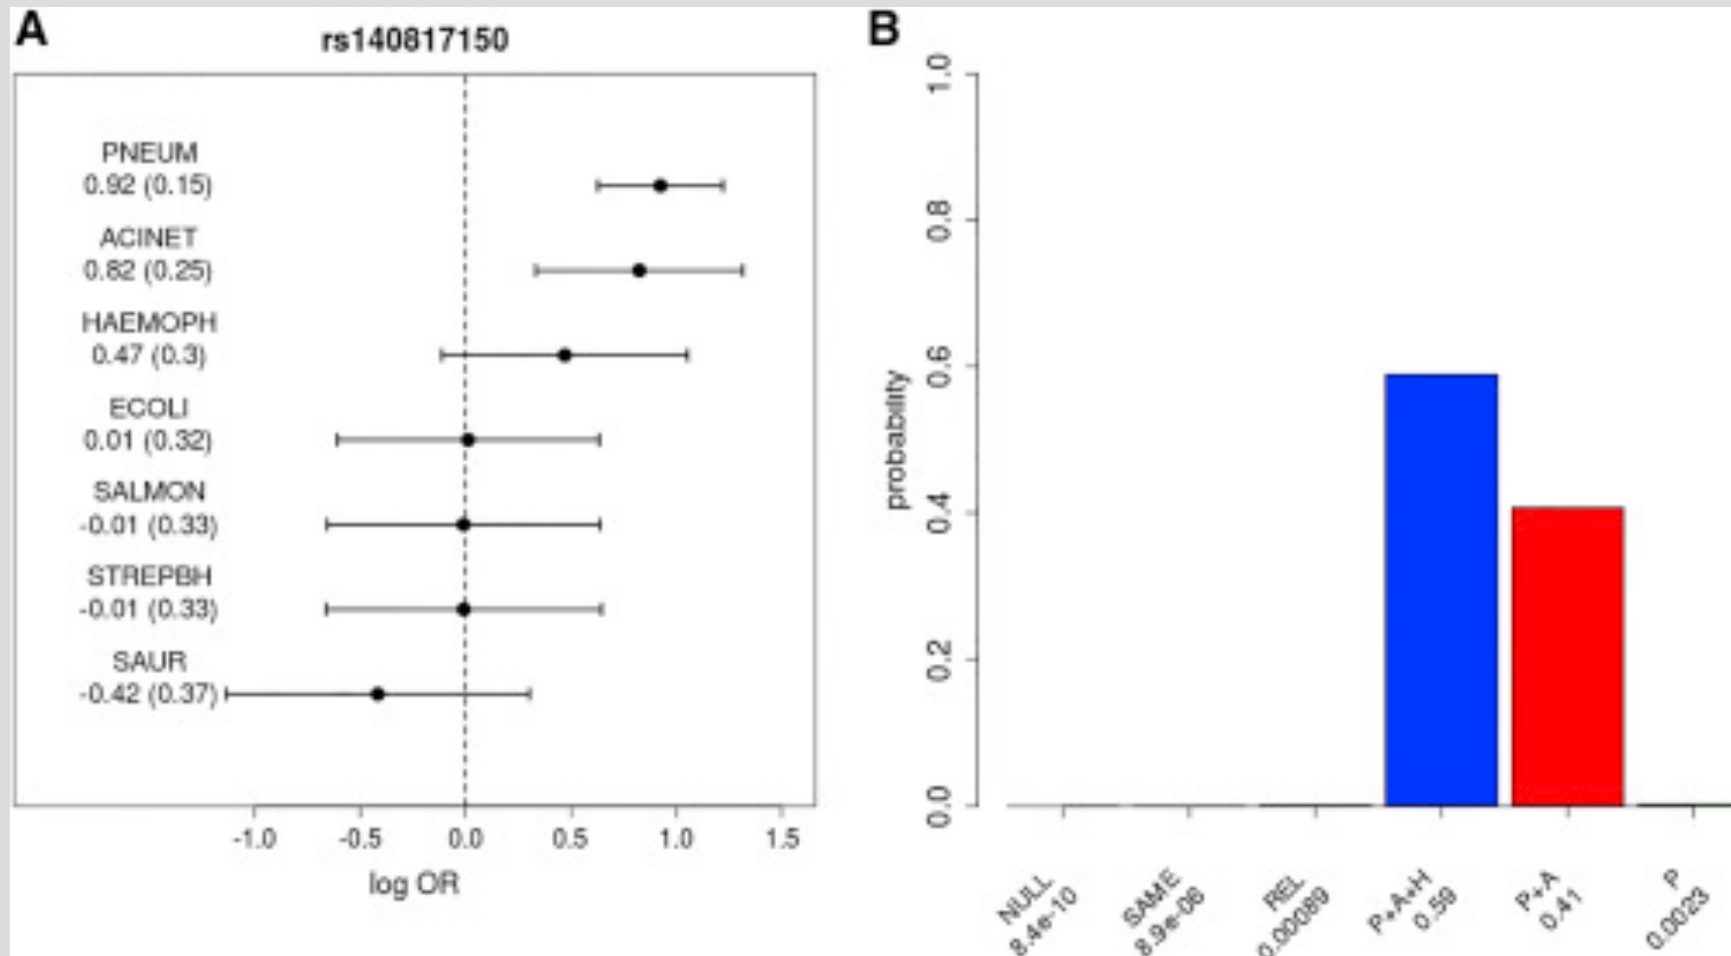 A
rs140817150
PNEUM
0.92 (0.15)
ACINET
0.82 (0.25)
HAEMOPH
0.47 (0.3)
ECOLI
0.01 (0.32)
SALMON
-0.01 (0.33)
STREPBH
-0.01 (0.33)
SAUR
-0.42 (0.37)
-1.0 -0.5 0.0 0.5 1.0 1.5
log OR
B
probability
1.0
0.8
0.6
0.4
0.2
0.0
NULL
8.4e-10
SAME
8.9e-06
REL
0.00089
P+A+H
0.59
P+A
0.41
P
0.0023